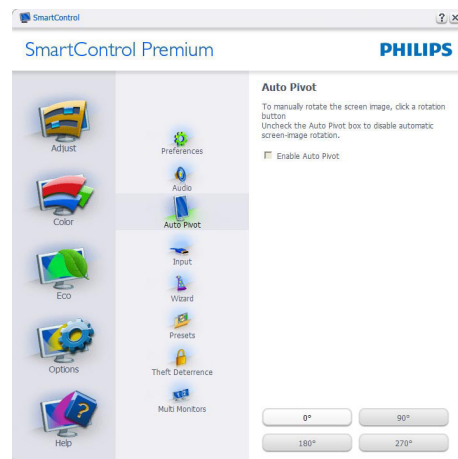 SmartControl
SmartControl Premium
PHILIPS
Adjust
Color
Eco
Options
Help
Preferences
Audio
Auto Pivot
Input
Wizard
Presets
Theft Deterrence
Multi Monitors
Auto Pivot
To manually rotate the screen image, click a rotation
button
Uncheck the Auto Pivot box to disable automatic
screen-image rotation.
Enable Auto Pivot
0°
90°
180°
270°